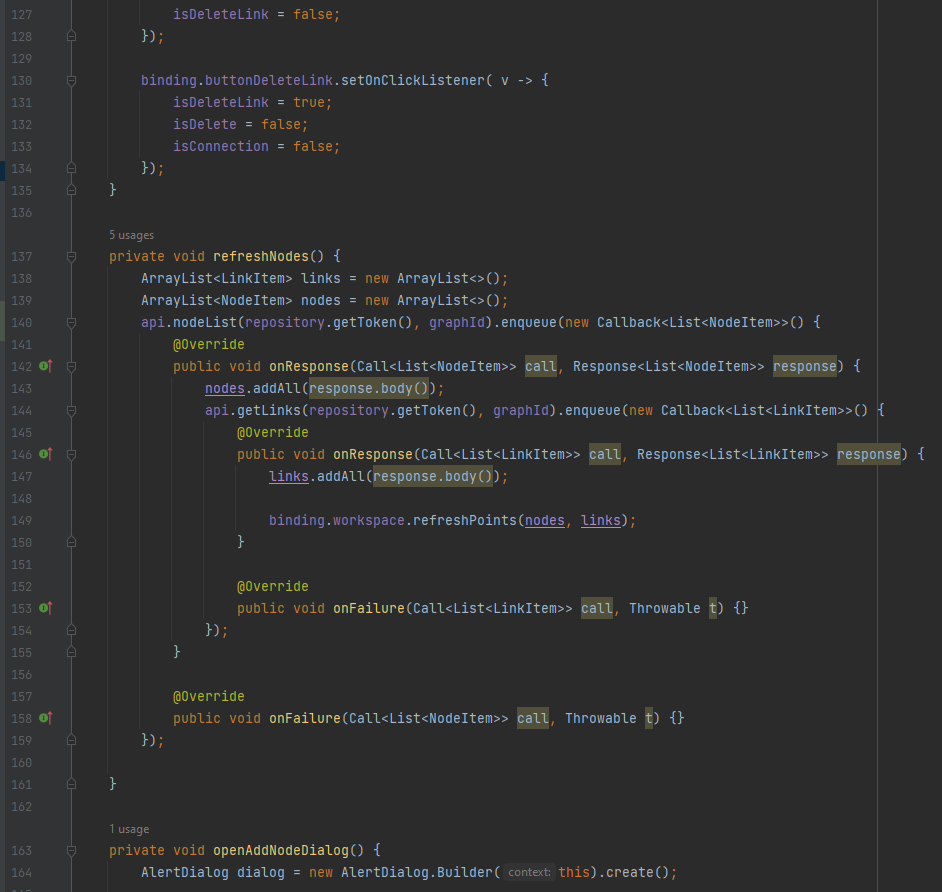 127 isDeleteLink = false;
128 });
129
130 binding.buttonDeleteLink.setOnClickListener( v -> {
131 isDeleteLink = true;
132 isDelete = false;
133 isConnection = false;
134 });
135 }
136
5 usages
137 private void refreshNodes() {
138 ArrayList<LinkItem> links = new ArrayList<>();
139 ArrayList<NodeItem> nodes = new ArrayList<>();
140 api.nodeList(repository.getToken(), graphId).enqueue(new Callback<List<NodeItem>>() {
141 @Override
142 public void onResponse(Call<List<NodeItem>> call, Response<List<NodeItem>> response) {
143 nodes.addAll(response.body());
144 api.getLinks(repository.getToken(), graphId).enqueue(new Callback<List<LinkItem>>() {
145 @Override
146 public void onResponse(Call<List<LinkItem>> call, Response<List<LinkItem>> response) {
147 links.addAll(response.body());
148
149 binding.workspace.refreshPoints(nodes, links);
150 }
151
152 @Override
153 public void onFailure(Call<List<LinkItem>> call, Throwable t) {}
154 });
155 }
156
157 @Override
158 public void onFailure(Call<List<NodeItem>> call, Throwable t) {}
159 });
160
161 }
162
1 usage
163 private void openAddNodeDialog() {
164 AlertDialog dialog = new AlertDialog.Builder( context: this).create();